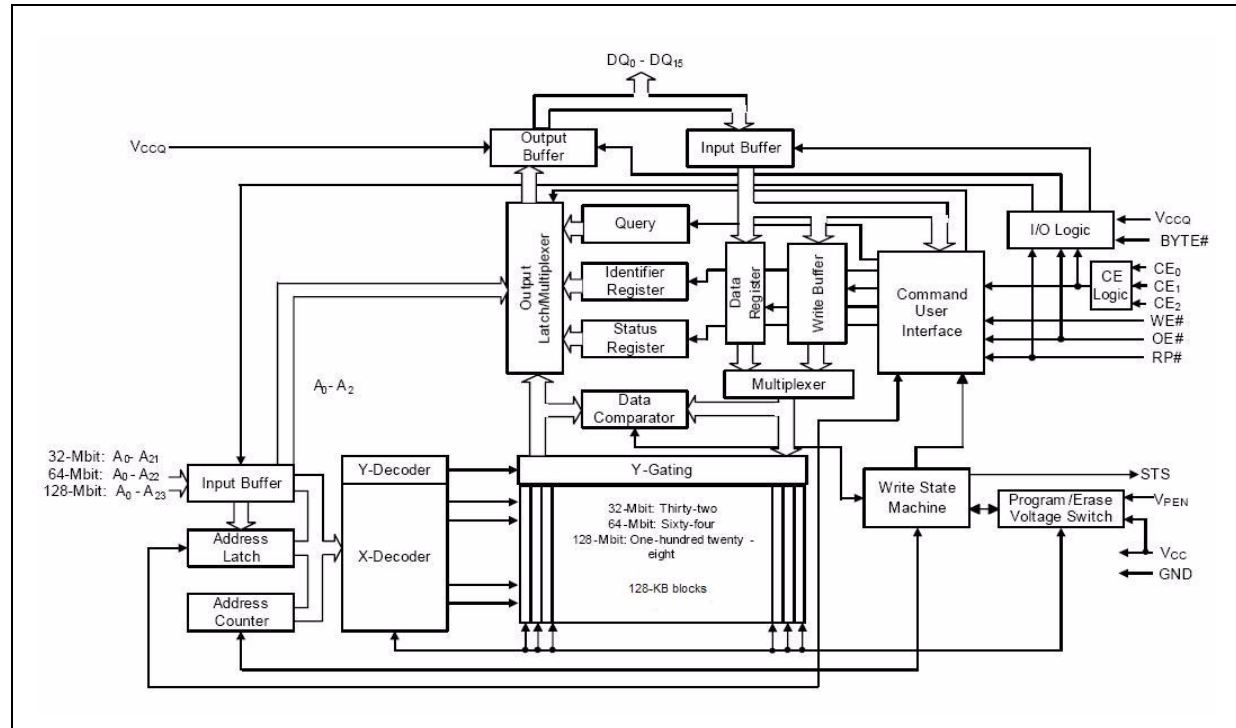 DQ0 - DQ15
Output
Buffer
Input Buffer
VCCQ
Output
Latch/Multiplexer
Query
Identifier
Register
Status
Register
Data
Register
Write Buffer
Command
User
Interface
I/O Logic
VCCQ
BYTE#
CE
Logic
CE0
CE1
CE2
WE#
OE#
RP#
Multiplexer
Data
Comparator
A0- A2
32-Mbit: A0- A21
64-Mbit: A0 - A22
128-Mbit: A0 - A23
Input Buffer
Address
Latch
Address
Counter
Y-Decoder
X-Decoder
Y-Gating
32-Mbit: Thirty-two
64-Mbit: Sixty-four
128-Mbit: One-hundred twenty -
eight
128-KB blocks
Write State
Machine
Program /Erase
Voltage Switch
STS
VPEN
VCC
GND